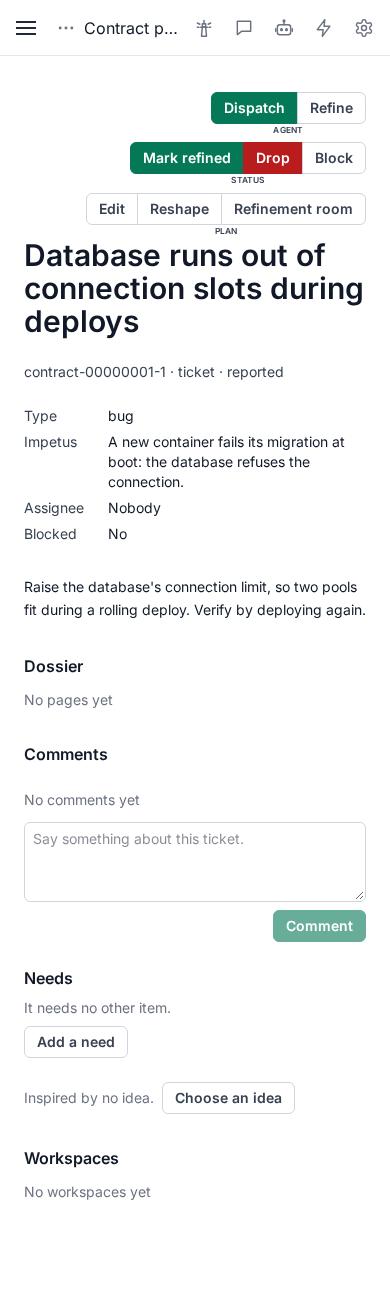 Contract p...
Dispatch Refine
AGENT
Mark refined Drop Block
STATUS
Edit Reshape Refinement room
PLAN
Database runs out of
connection slots during
deploys
contract-00000001-1 · ticket · reported
Type bug
Impetus A new container fails its migration at
boot: the database refuses the
connection.
Assignee Nobody
Blocked No
Raise the database's connection limit, so two pools
fit during a rolling deploy. Verify by deploying again.
Dossier
No pages yet
Comments
No comments yet
Say something about this ticket.
Comment
Needs
It needs no other item.
Add a need
Inspired by no idea. Choose an idea
Workspaces
No workspaces yet